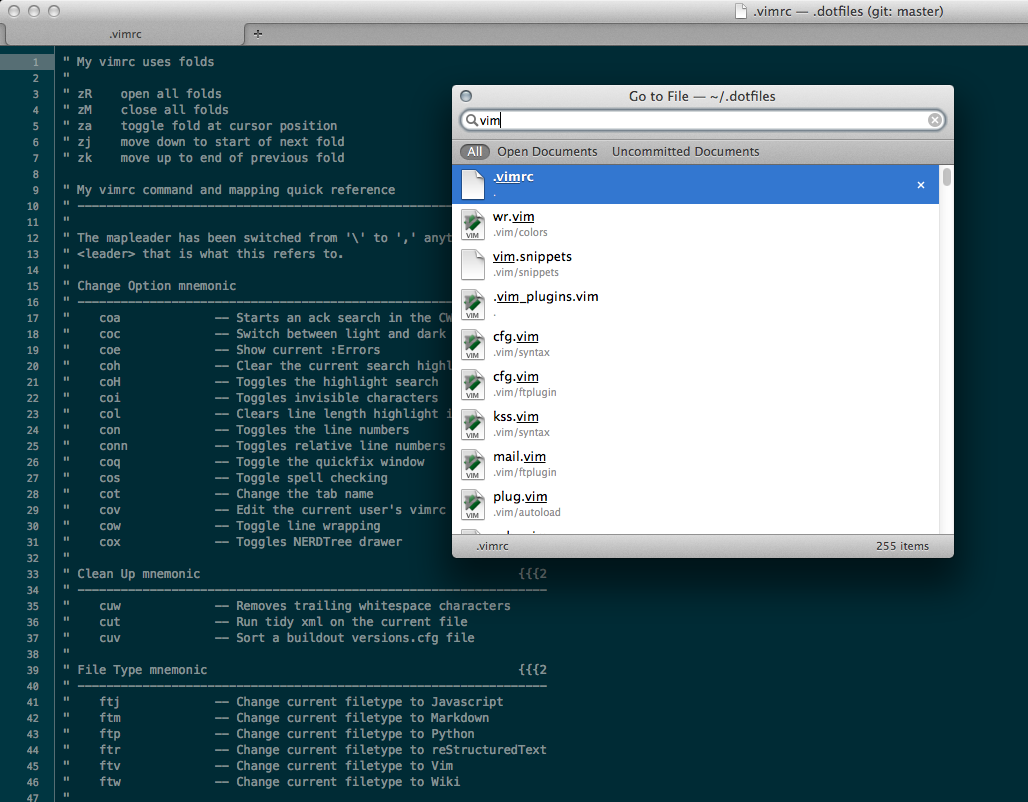 .vimrc — .dotfiles (git: master)
.vimrc
1 " My vimrc uses folds
2 "
3 " zR open all folds
4 " zM close all folds
5 " za toggle fold at cursor position
6 " zj move down to start of next fold
7 " zk move up to end of previous fold
8
9 " My vimrc command and mapping quick reference
10 " ----------------------------------------------------
11 "
12 " The mapleader has been switched from '\' to ',' anyt
13 " <leader> that is what this refers to.
14 "
15 " Change Option mnemonic
16 " ----------------------------------------------------
17 " coa -- Starts an ack search in the CW
18 " coc -- Switch between light and dark
19 " coe -- Show current :Errors
20 " coh -- Clear the current search highl
21 " coH -- Toggles the highlight search
22 " coi -- Toggles invisible characters
23 " col -- Clears line length highlight i
24 " con -- Toggles the line numbers
25 " conn -- Toggles relative line numbers
26 " coq -- Toggle the quickfix window
27 " cos -- Toggle spell checking
28 " cot -- Change the tab name
29 " cov -- Edit the current user's vimrc
30 " cow -- Toggle line wrapping
31 " cox -- Toggles NERDTree drawer
32 "
33 " Clean Up mnemonic {{{2
34 " -----------------------------------------------------------------
35 " cuw -- Removes trailing whitespace characters
36 " cut -- Run tidy xml on the current file
37 " cuv -- Sort a buildout versions.cfg file
38 "
39 " File Type mnemonic {{{2
40 " -----------------------------------------------------------------
41 " ftj -- Change current filetype to Javascript
42 " ftm -- Change current filetype to Markdown
43 " ftp -- Change current filetype to Python
44 " ftr -- Change current filetype to reStructuredText
45 " ftv -- Change current filetype to Vim
46 " ftw -- Change current filetype to Wiki
47 "
Go to File — ~/.dotfiles
vim
All Open Documents Uncommitted Documents
.vimrc
.
VIM
wr.vim
.vim/colors
vim.snippets
.vim/snippets
VIM
.vim_plugins.vim
.
VIM
cfg.vim
.vim/syntax
VIM
cfg.vim
.vim/ftplugin
VIM
kss.vim
.vim/syntax
VIM
mail.vim
.vim/ftplugin
VIM
plug.vim
.vim/autoload
.vimrc 255 items